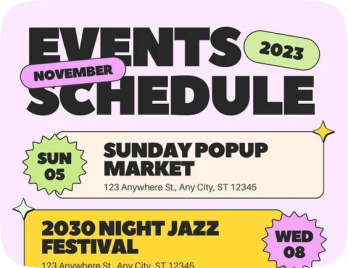 EVENTS
2023
NOVEMBER
SCHEDULE
SUN
05
SUNDAY POPUP
MARKET
123 Anywhere St., Any City, ST 12345
2030 NIGHT JAZZ
FESTIVAL
WED
08
123 Anywhere St., Any City, ST 12345